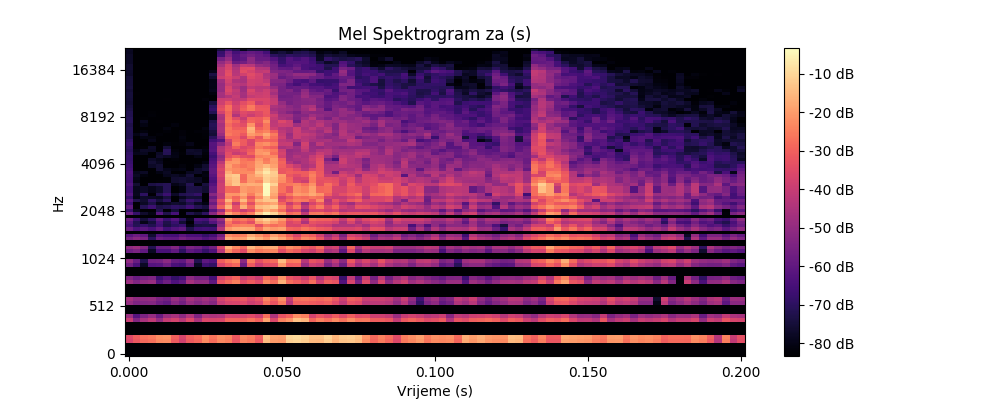 Mel Spektrogram za (s)
Hz
16384
8192
4096
2048
1024
512
0
0.000 0.050 0.100 0.150 0.200
Vrijeme (s)
-10 dB
-20 dB
-30 dB
-40 dB
-50 dB
-60 dB
-70 dB
-80 dB